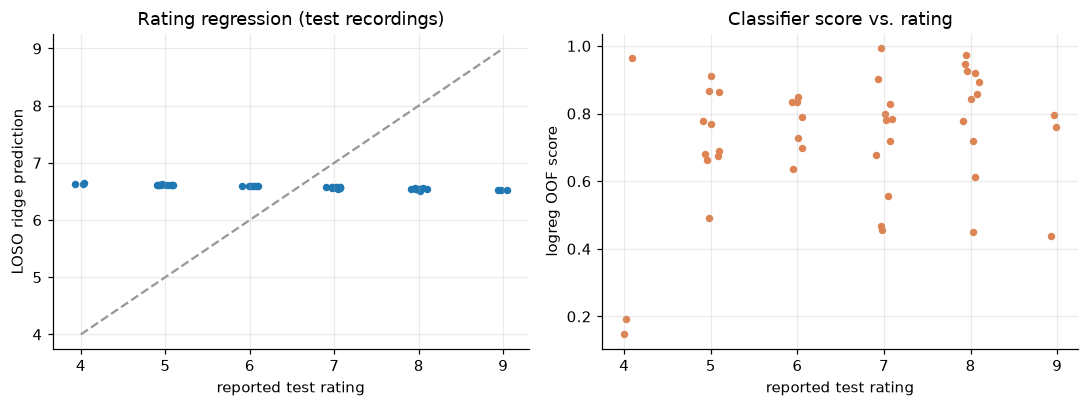 Rating regression (test recordings)
9
8
7
6
5
4
LOSO ridge prediction
4 5 6 7 8 9
reported test rating
Classifier score vs. rating
1.0
0.8
0.6
0.4
0.2
logreg OOF score
4 5 6 7 8 9
reported test rating